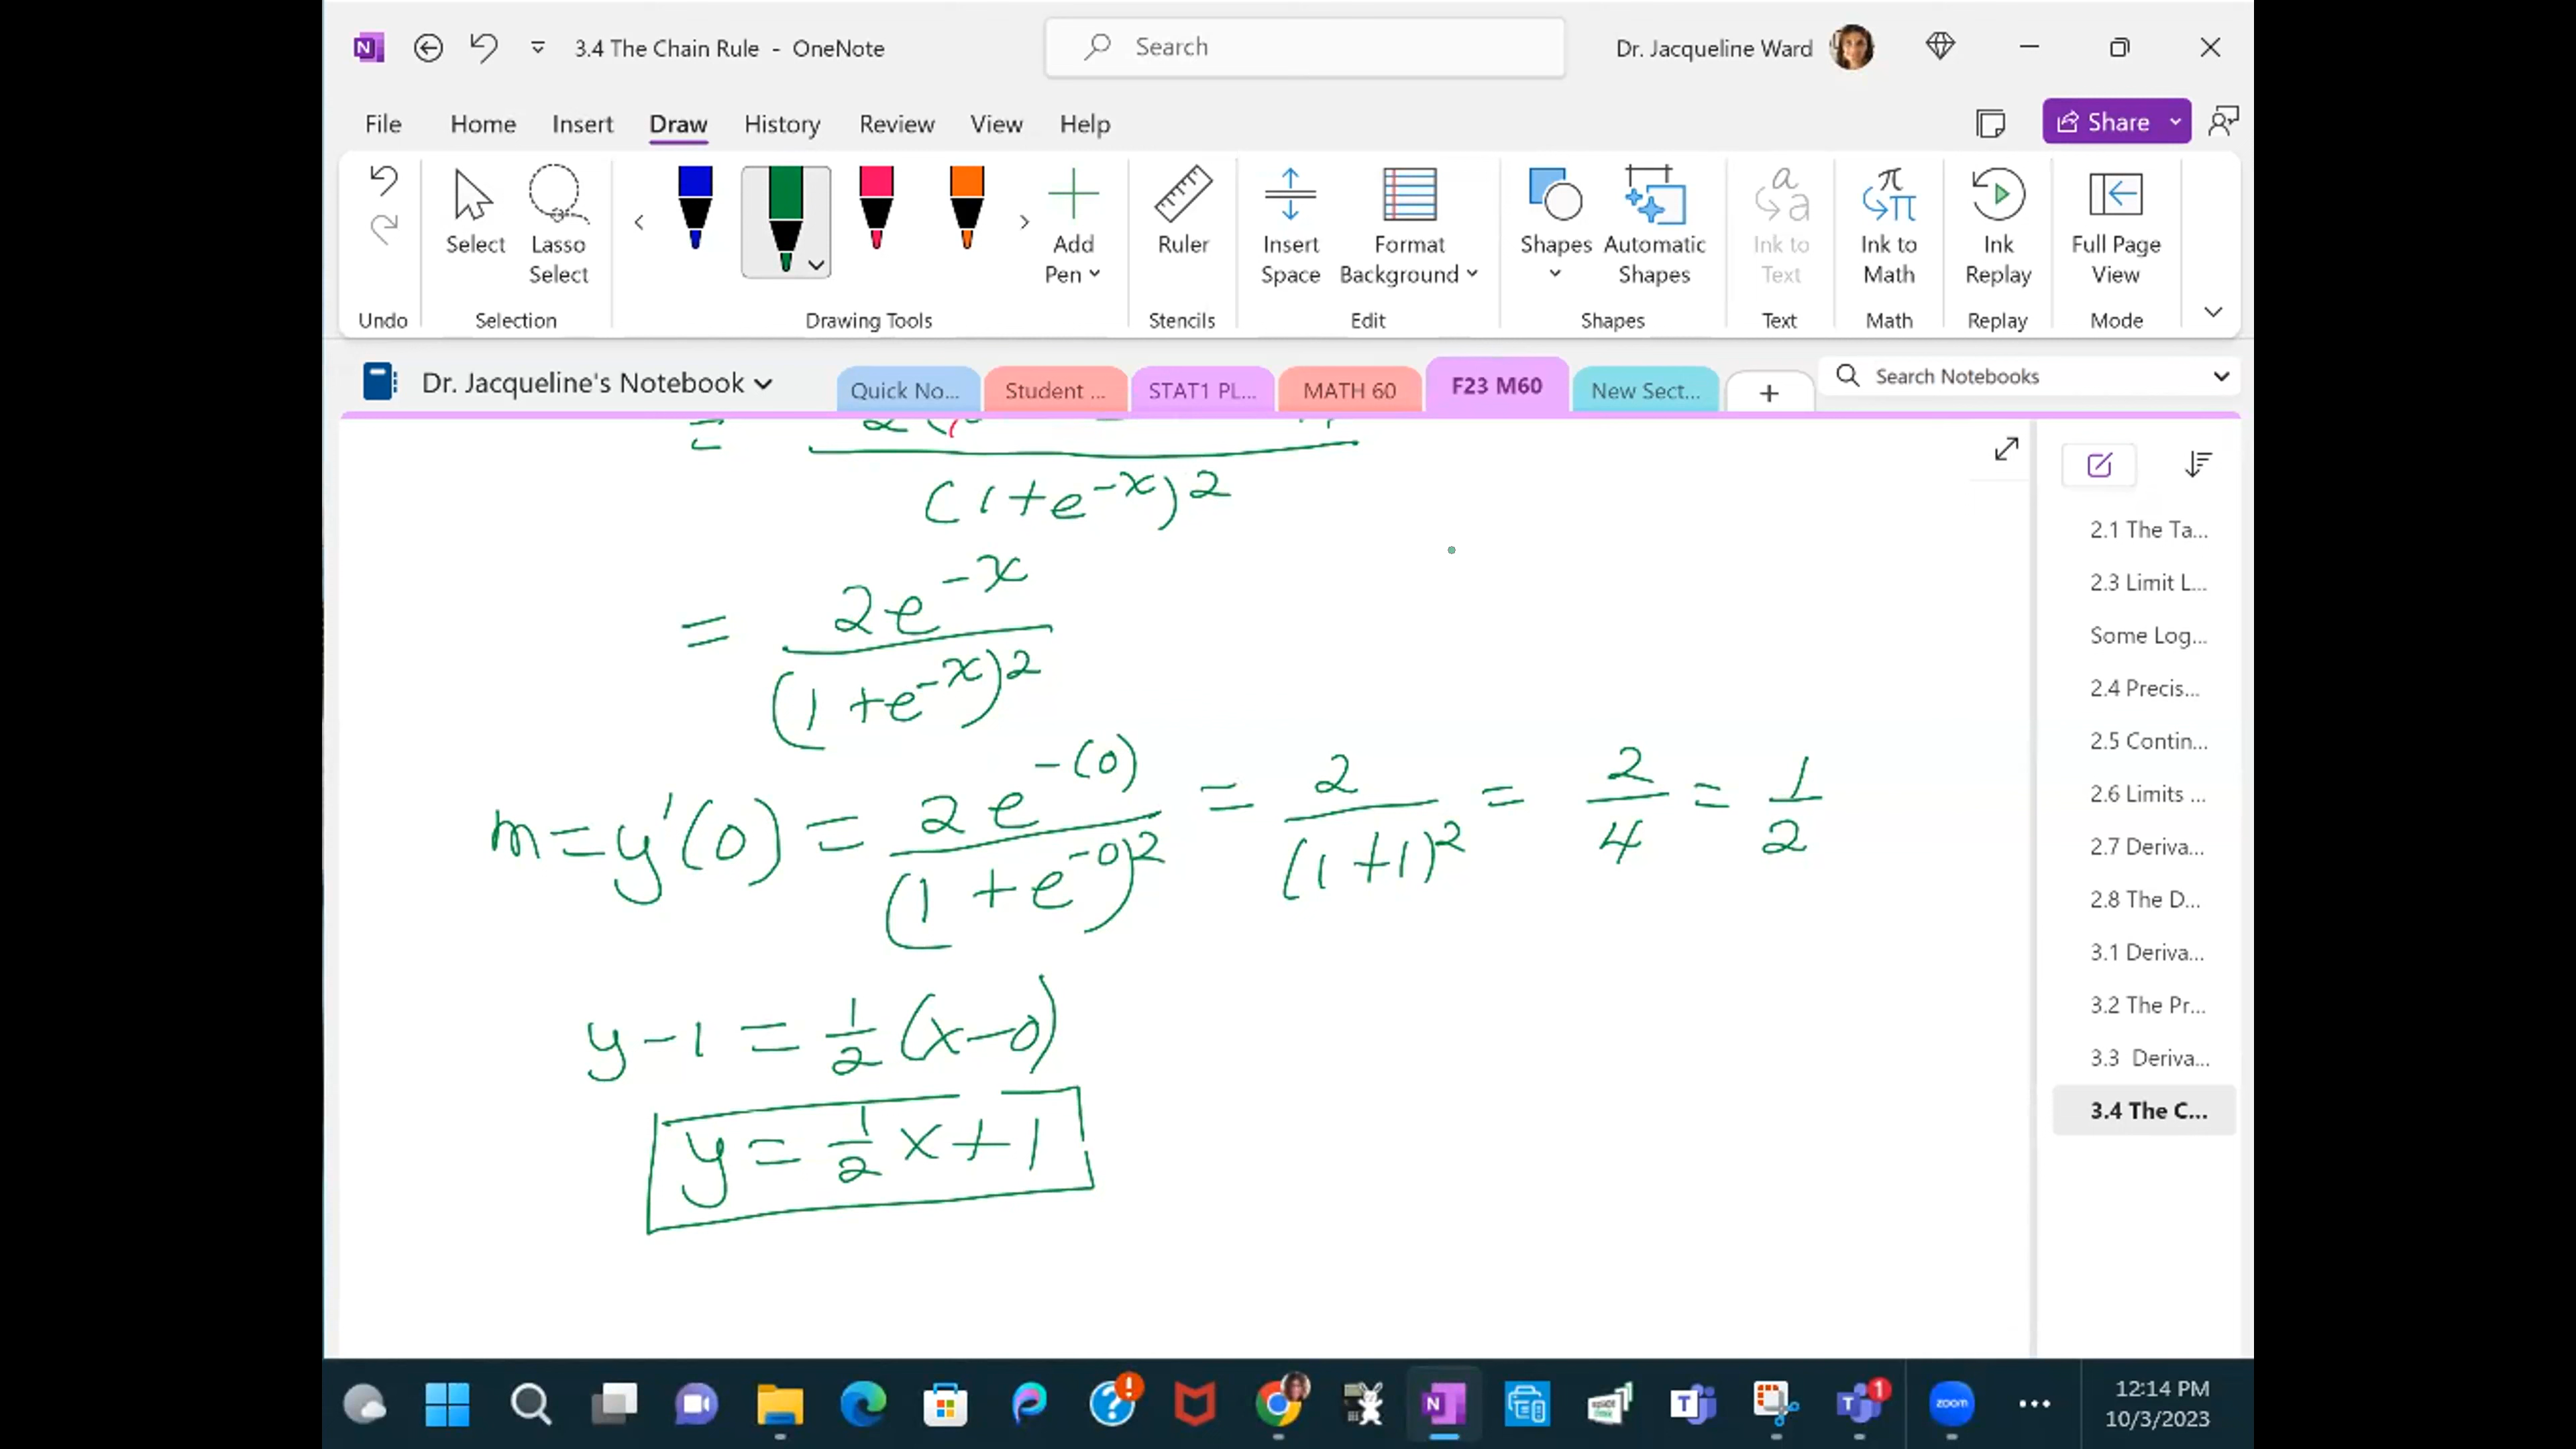 3.4 The Chain Rule - OneNote
Search
Dr. Jacqueline Ward
File Home Insert Draw History Review View Help
Share
Select
Lasso Select
Add Pen
Ruler
Insert Space
Format Background
Shapes
Automatic Shapes
Ink to Text
Ink to Math
Ink Replay
Full Page View
Undo Selection Drawing Tools Stencils Edit Shapes Text Math Replay Mode
Dr. Jacqueline's Notebook
Quick No... Student ... STAT1 PL... MATH 60 F23 M60 New Sect... +
Search Notebooks
(1+e^-x)^2
= 2e^-x / (1+e^-x)^2
m=y'(0) = 2e^-(0) / (1+e^-0)^2 = 2/(1+1)^2 = 2/4 = 1/2
y-1 = 1/2 (x-0)
y = 1/2 x+1
2.1 The Ta...
2.3 Limit L...
Some Log...
2.4 Precis...
2.5 Contin...
2.6 Limits ...
2.7 Deriva...
2.8 The D...
3.1 Deriva...
3.2 The Pr...
3.3 Deriva...
3.4 The C...
zoom
12:14 PM
10/3/2023